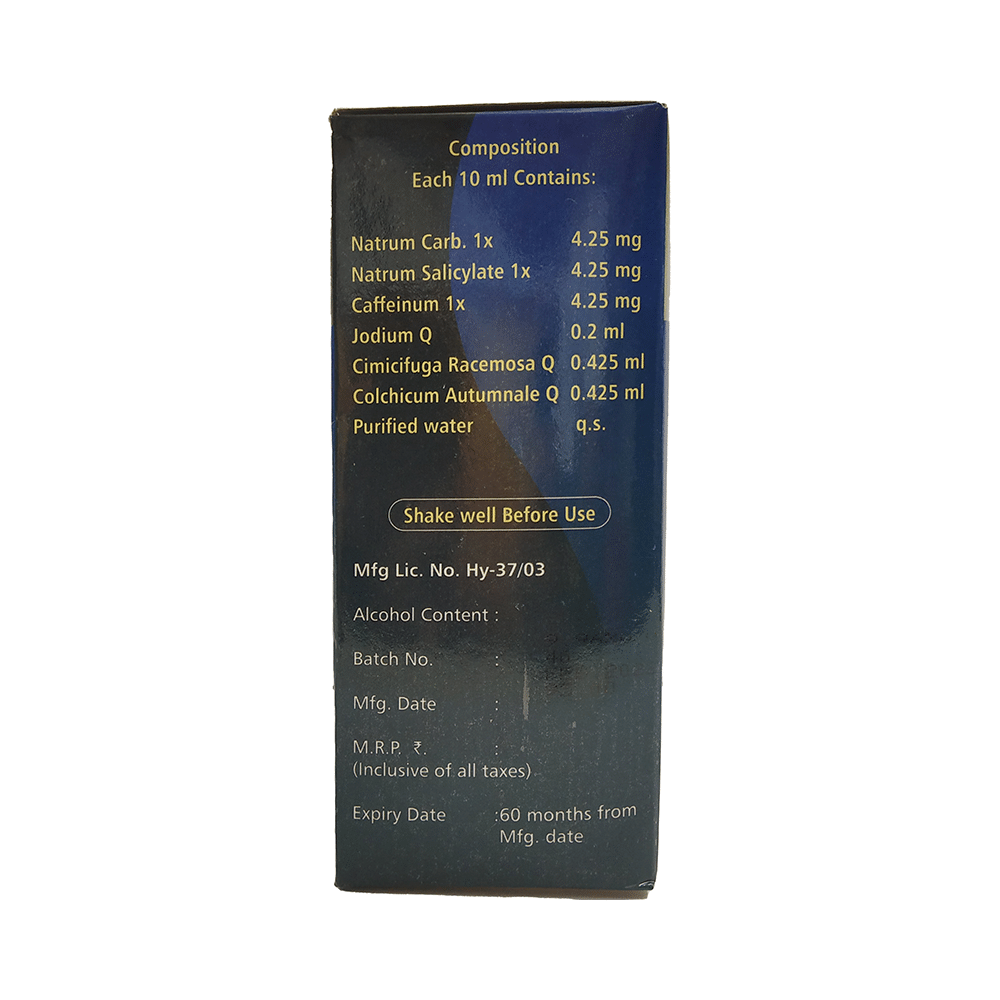 Composition
Each 10 ml Contains:
Natrum Carb. 1x 4.25 mg
Natrum Salicylate 1x 4.25 mg
Caffeinum 1x 4.25 mg
Jodium Q 0.2 ml
Cimicifuga Racemosa Q 0.425 ml
Colchicum Autumnale Q 0.425 ml
Purified water q.s.
Shake well Before Use
Mfg Lic. No. Hy-37/03
Alcohol Content :
Batch No. :
Mfg. Date :
M.R.P. ₹. :
(Inclusive of all taxes)
Expiry Date :60 months from
Mfg. date